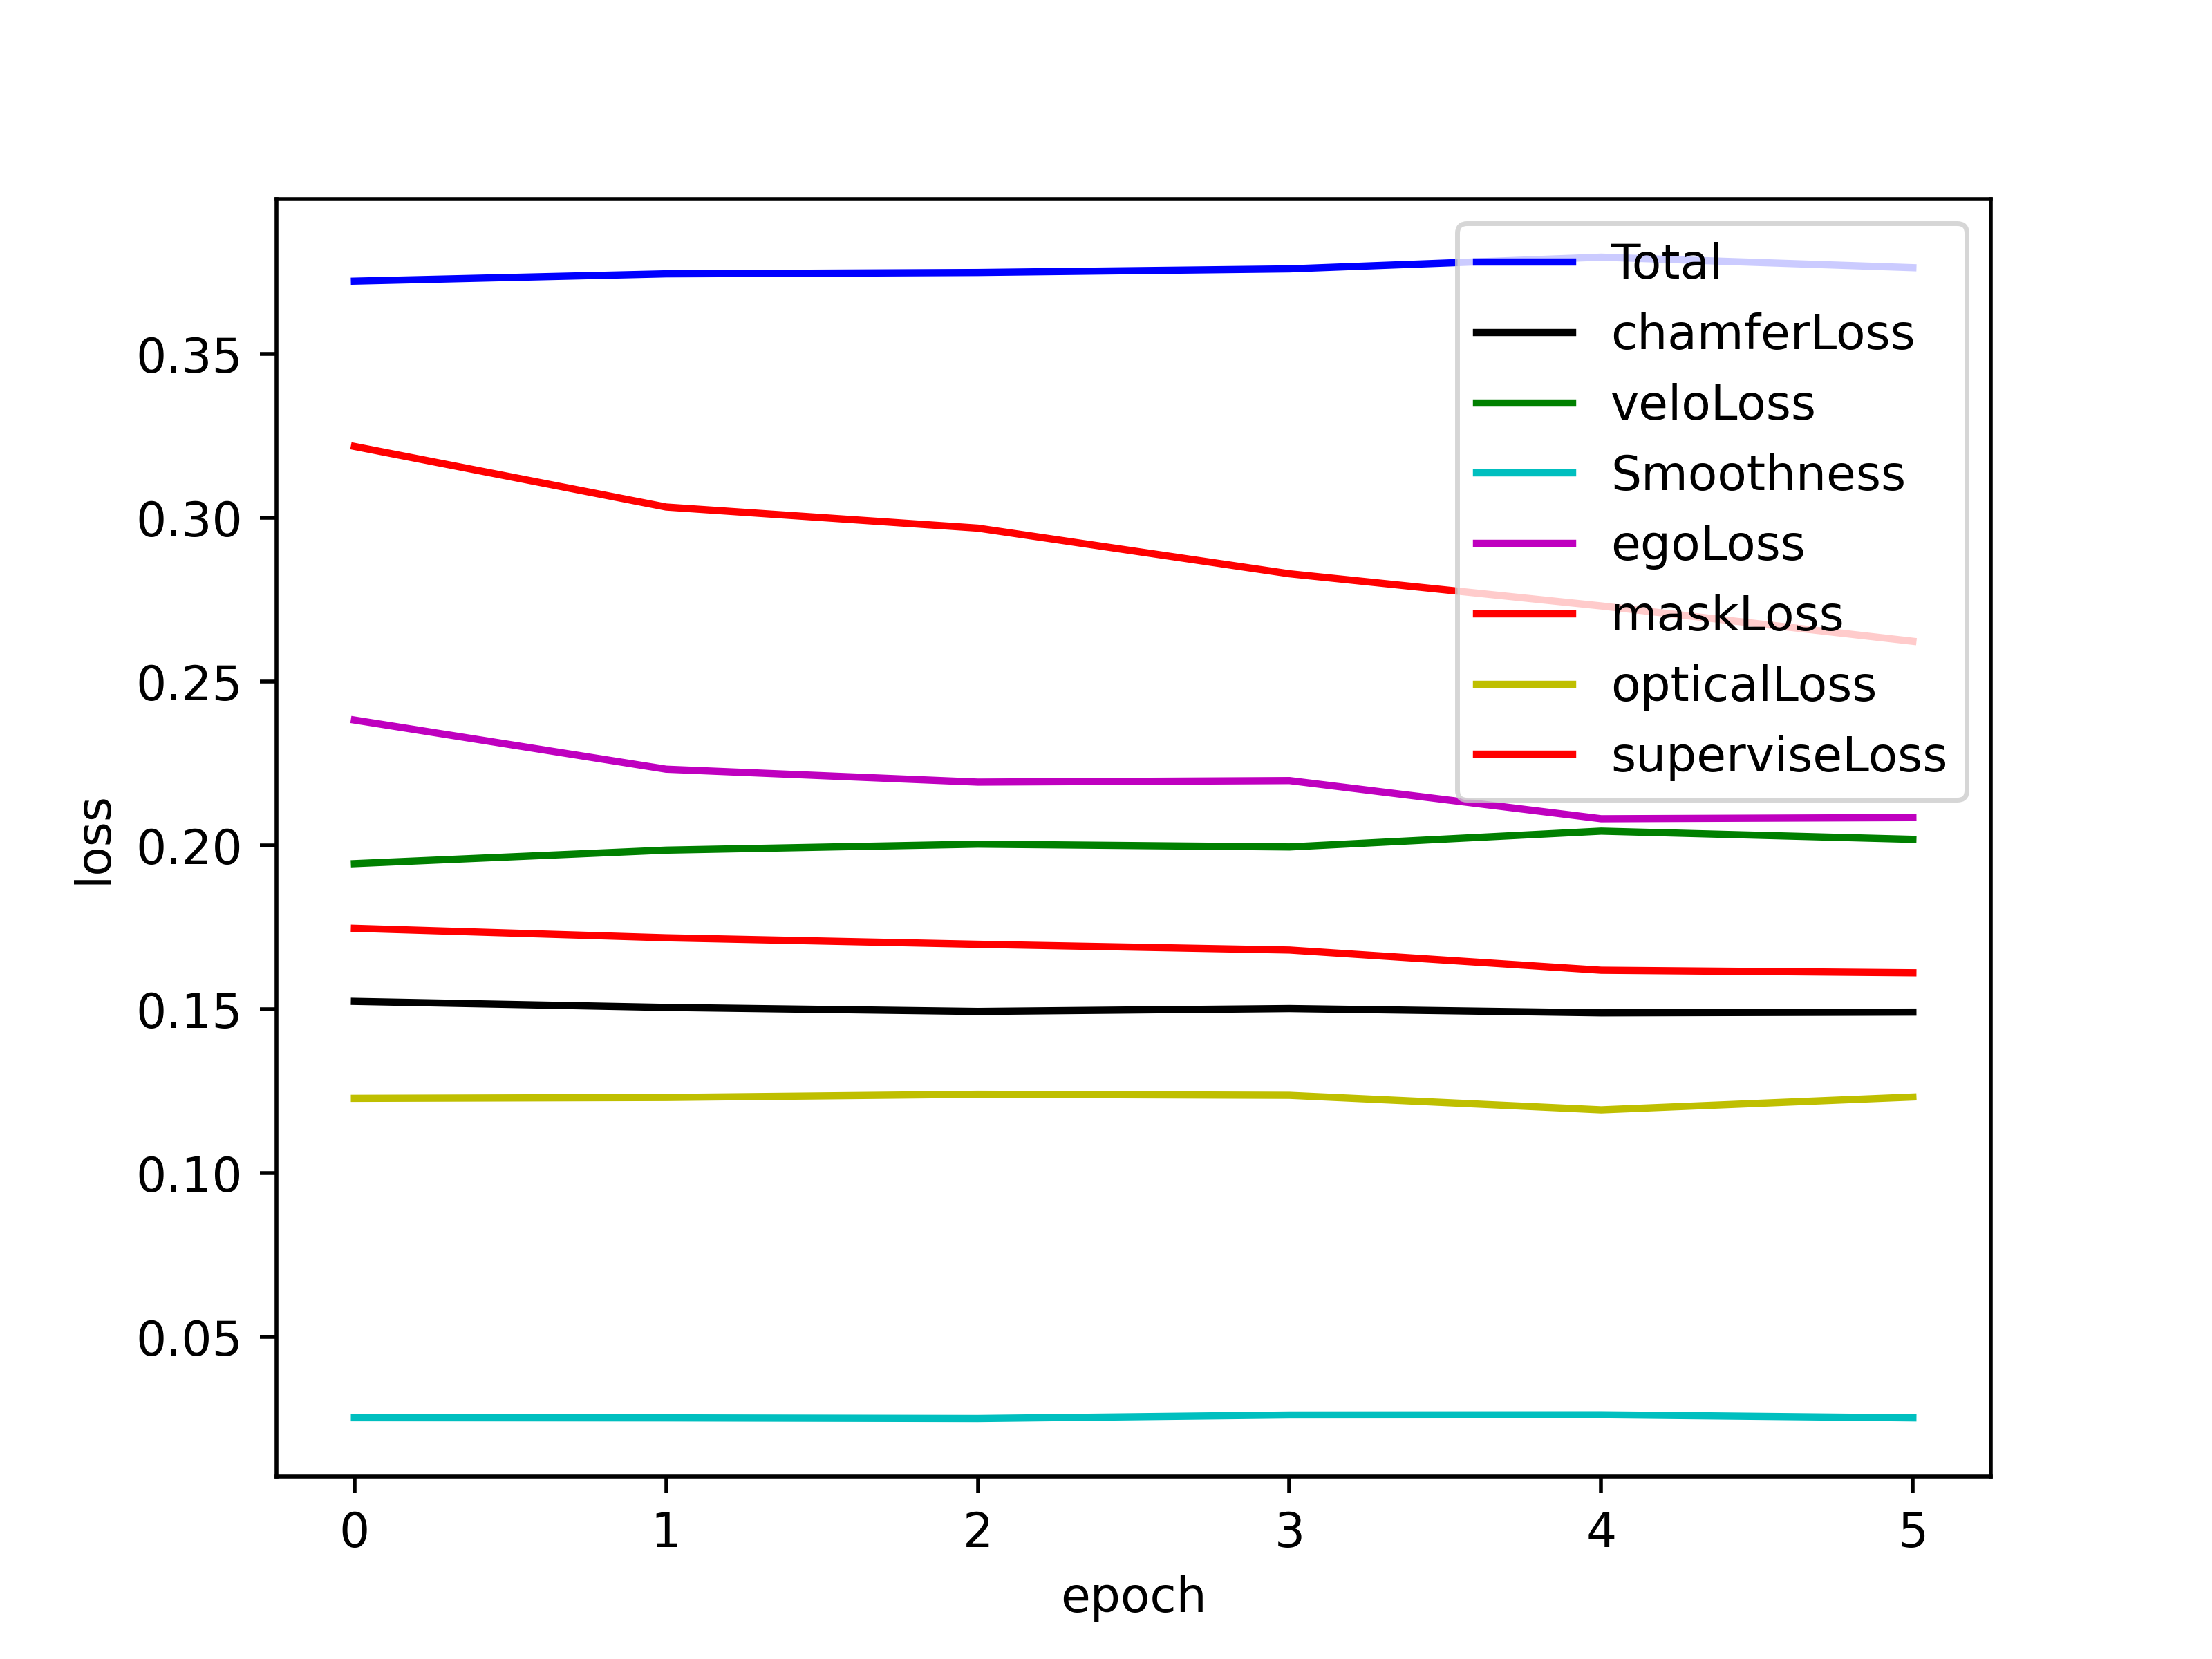 Total
chamferLoss
veloLoss
Smoothness
egoLoss
maskLoss
opticalLoss
superviseLoss
loss
0.35
0.30
0.25
0.20
0.15
0.10
0.05
0 1 2 3 4 5
epoch